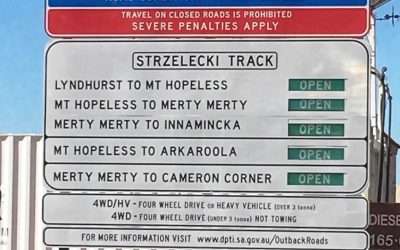 TRAVEL ON CLOSED ROADS IS PROHIBITED
SEVERE PENALTIES APPLY
STRZELECKI TRACK
LYNDHURST TO MT HOPELESS OPEN
MT HOPELESS TO MERTY MERTY OPEN
MERTY MERTY TO INNAMINCKA OPEN
MT HOPELESS TO ARKAROOLA OPEN
MERTY MERTY TO CAMERON CORNER OPEN
4WD/HV - FOUR WHEEL DRIVE OR HEAVY VEHICLE (OVER 3 tonne)
4WD - FOUR WHEEL DRIVE (UNDER 3 tonne) NOT TOWING
FOR MORE INFORMATION VISIT www.dpti.sa.gov.au/OutbackRoads
DIESE
165